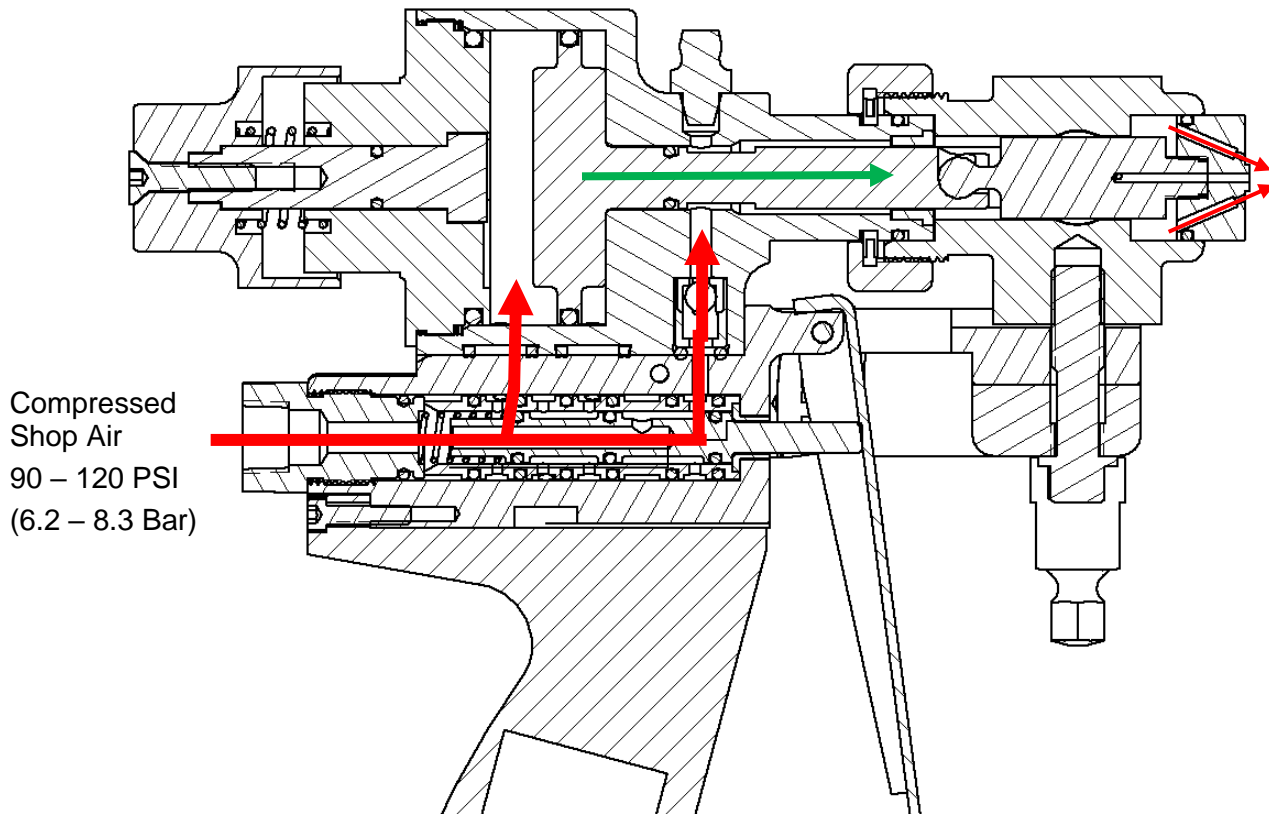 Compressed
Shop Air
90 – 120 PSI
(6.2 – 8.3 Bar)